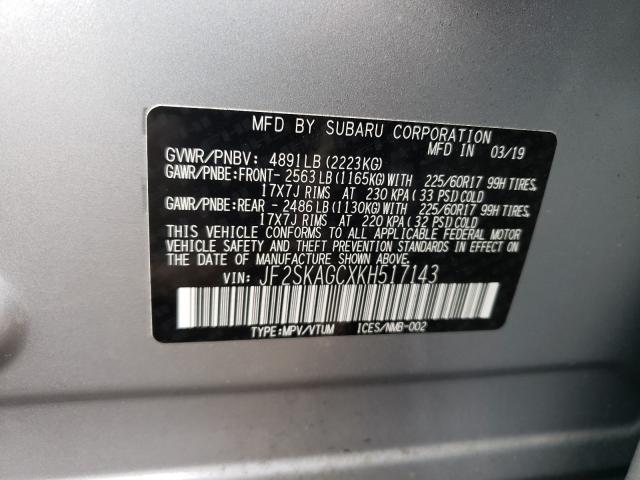 MFD BY SUBARU CORPORATION
MFD IN 03/19
GVWR/PNBV: 4891LB (2223KG)
GAWR/PNBE:FRONT- 2563LB (1165KG)WITH 225/60R17 99H TIRES,
17X7J RIMS AT 230 KPA (33 PSI)COLD
GAWR/PNBE:REAR - 2486LB (1130KG)WITH 225/60R17 99H TIRES,
17X7J RIMS AT 220 KPA (32 PSI)COLD
THIS VEHICLE CONFORMS TO ALL APPLICABLE FEDERAL MOTOR
VEHICLE SAFETY AND THEFT PREVENTION STANDARDS IN EFFECT ON
THE DATE OF MANUFACTURE SHOWN ABOVE.
VIN: JF2SKAGCXKH517143
TYPE:MPV/VTUM ICES/NMB-002